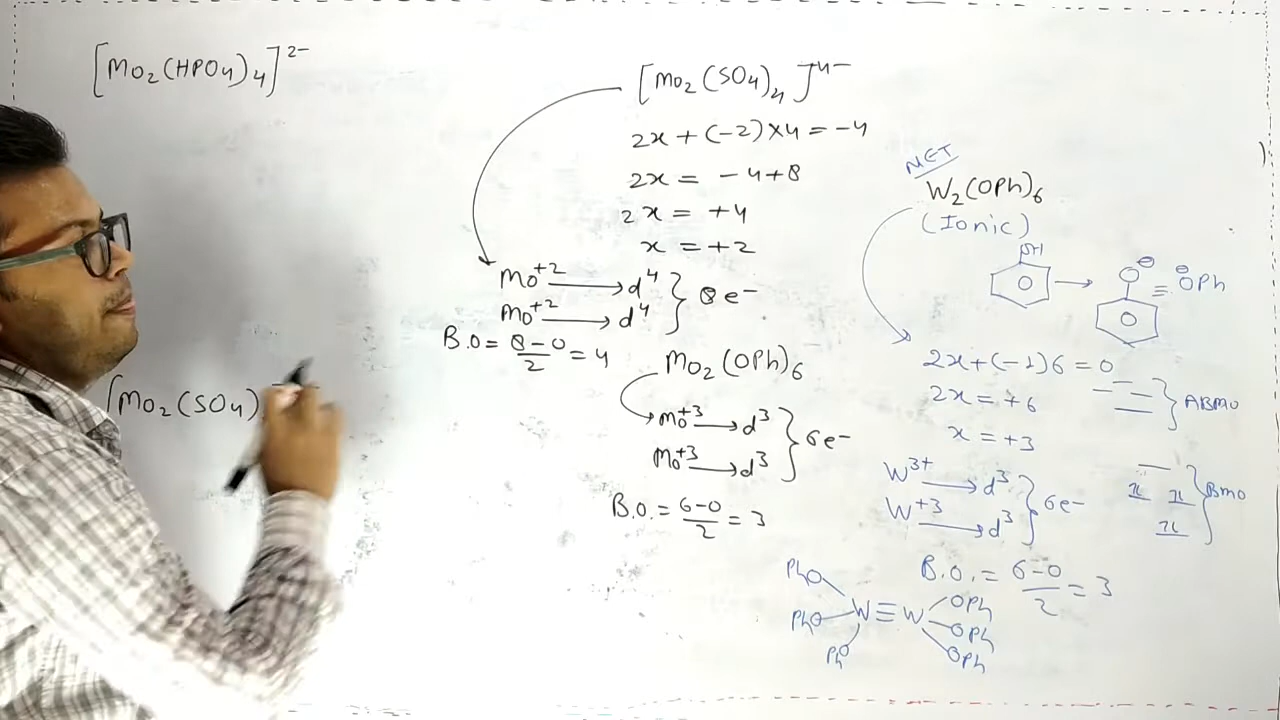 [Mo₂(HPO₄)₄]²⁻
[Mo₂(SO₄)
[Mo₂(SO₄)₄]⁴⁻
2x + (-2)×4 = -4
2x = -4+8
2x = +4
x = +2
Mo⁺² → d⁴
Mo⁺² → d⁴ } 8e⁻
B.O = 8-0/2 = 4
Mo₂(OPh)₆
Mo⁺³ → d³
Mo⁺³ → d³ } 6e⁻
B.O. = 6-0/2 = 3
NET
W₂(OPh)₆
(Ionic)
O⊖ ≡ ⊖OPh
2x+(-1)6 = 0
2x = +6
x = +3
ABMO
W³⁺ → d³
W⁺³ → d³ } 6e⁻
BMO
B.O. = 6-0/2 = 3
PhO OPh
PhO W≡W OPh
PhO OPh